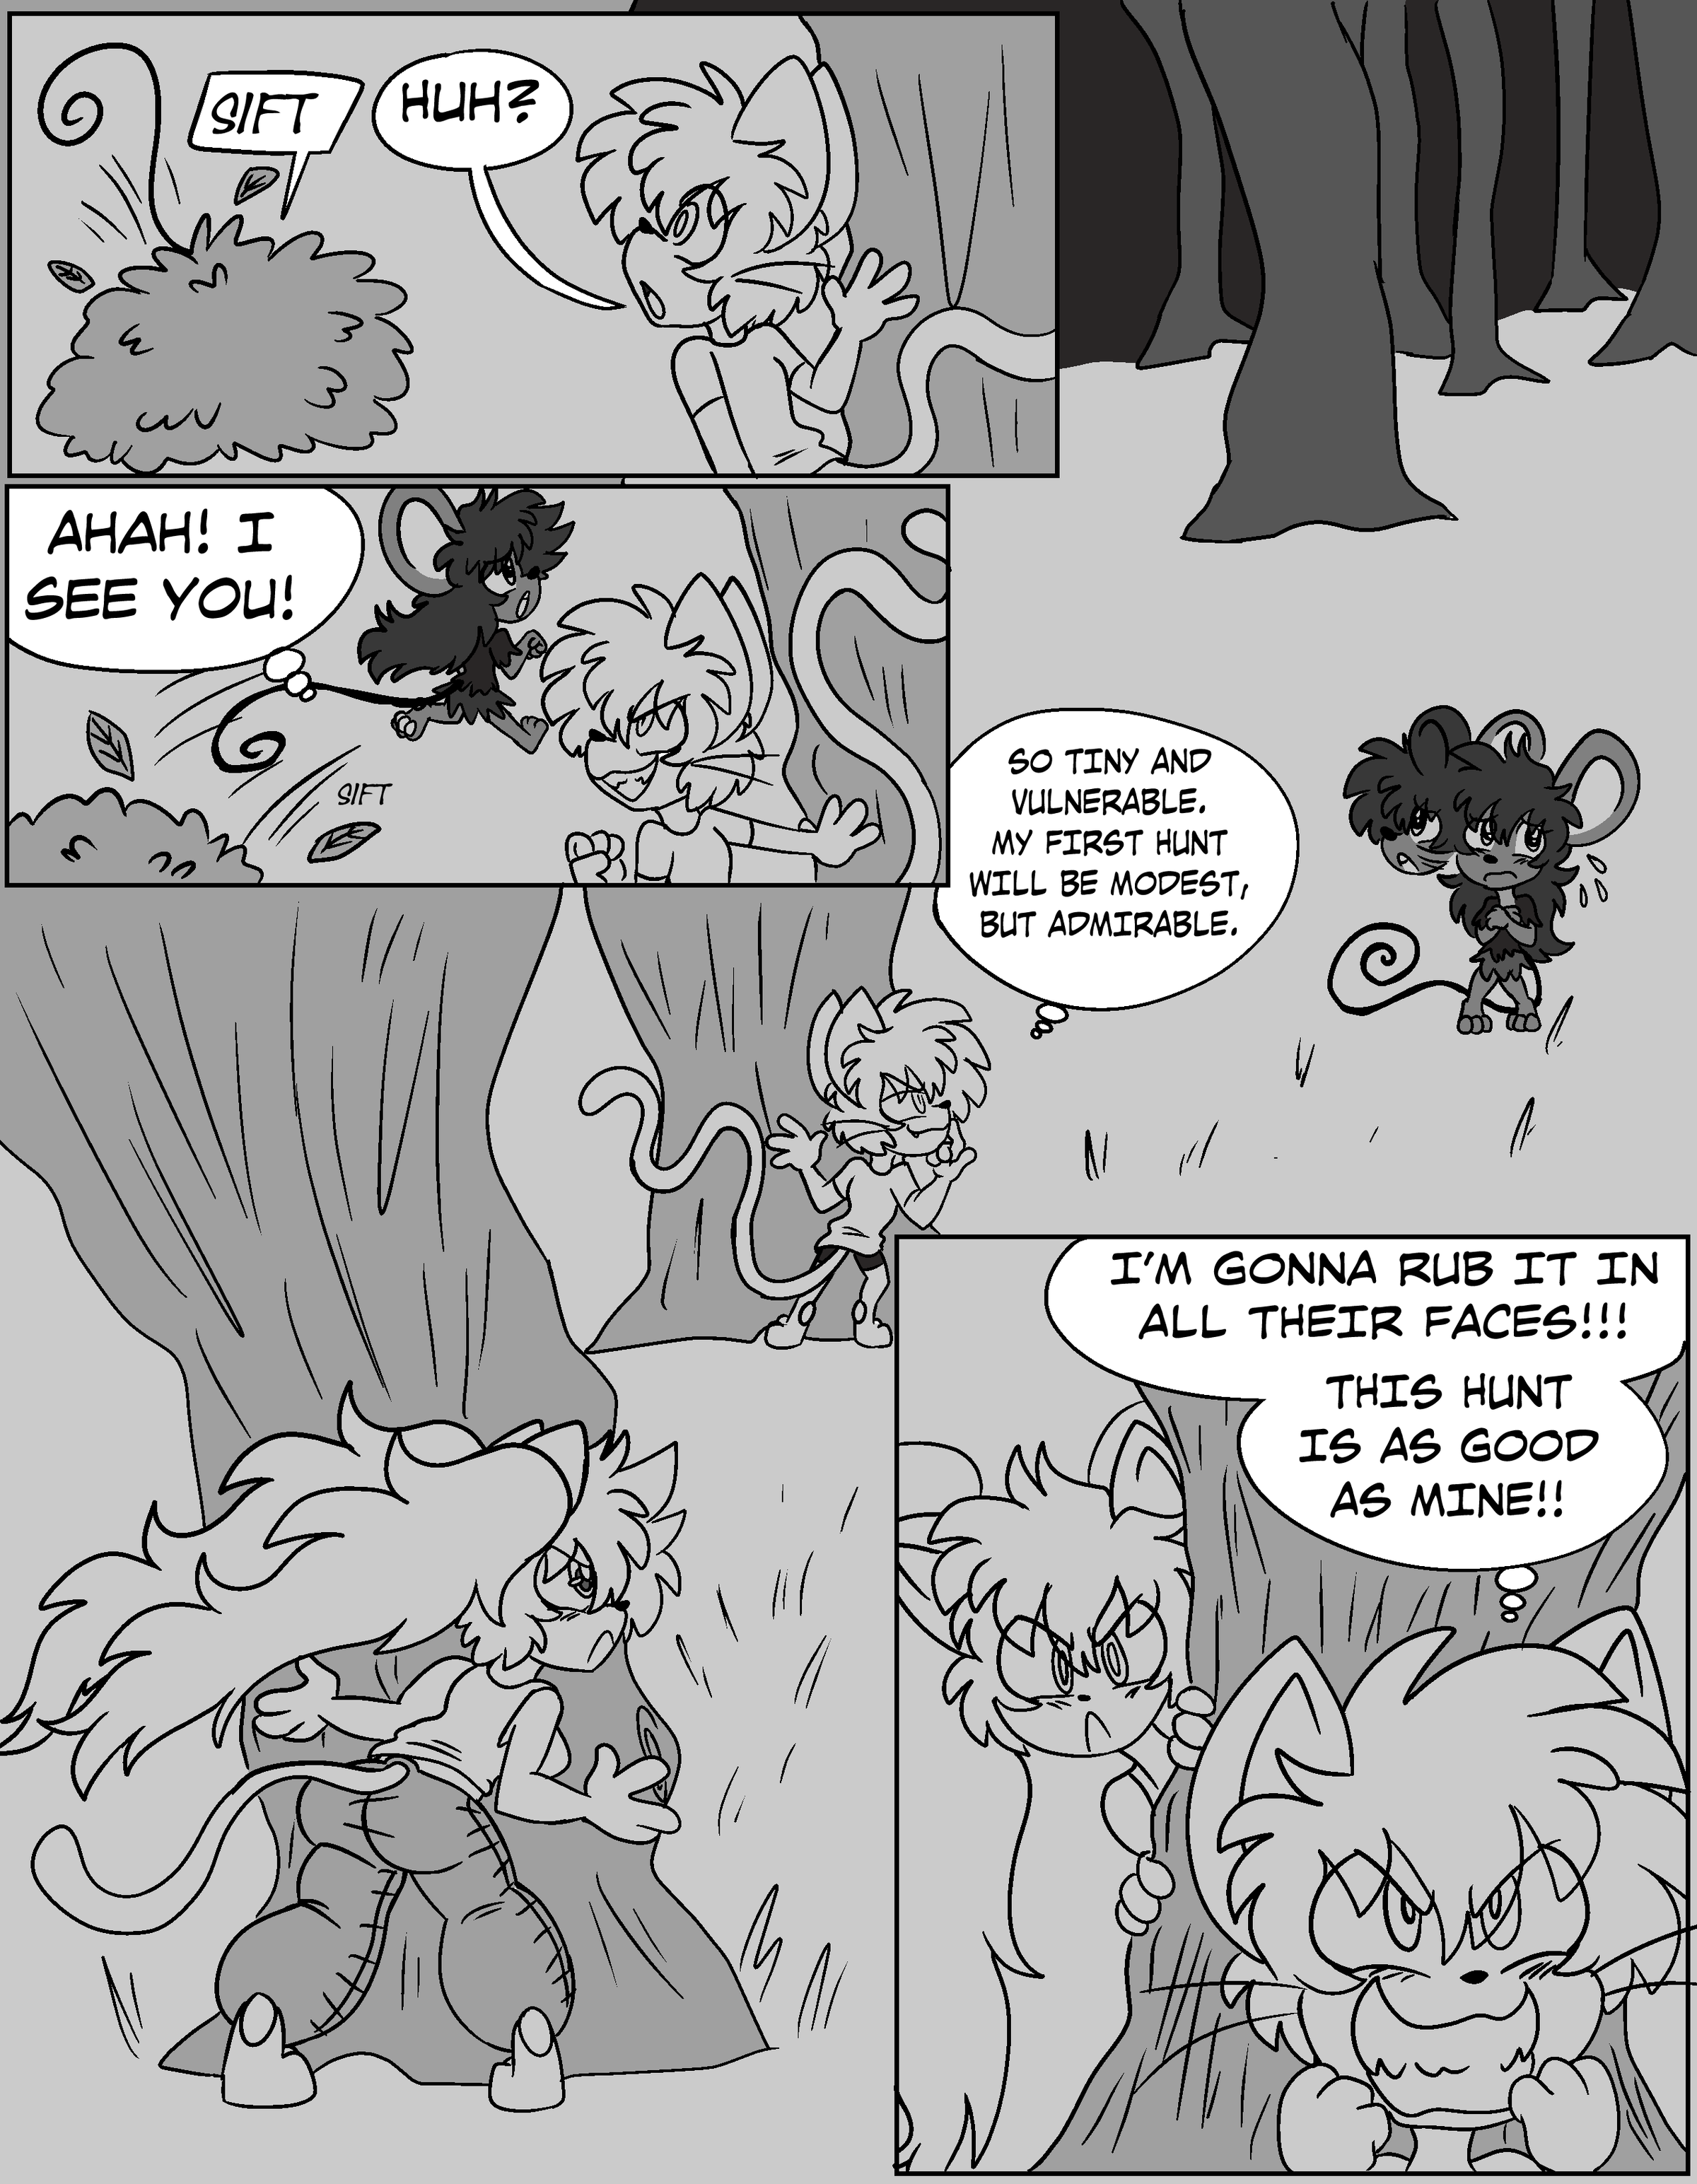 SIFT
HUH?
AHAH! I
SEE YOU!
SIFT
SO TINY AND
VULNERABLE.
MY FIRST HUNT
WILL BE MODEST,
BUT ADMIRABLE.
I'M GONNA RUB IT IN
ALL THEIR FACES!!!
THIS HUNT
IS AS GOOD
AS MINE!!